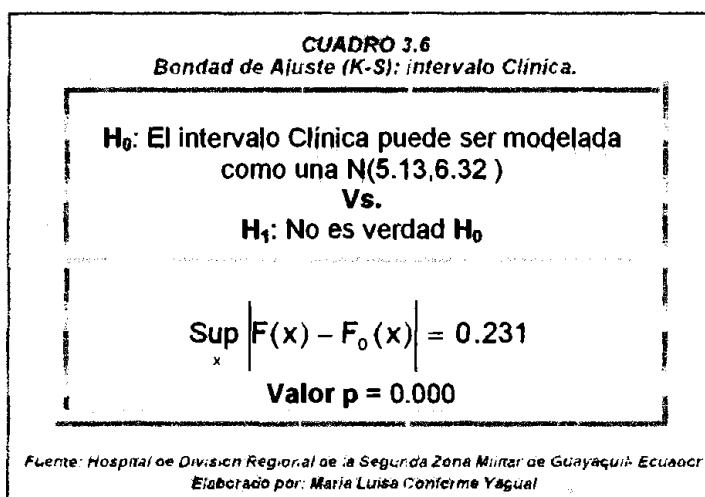 CUADRO 3.6
Bondad de Ajuste (K-S): intervalo Clínica.
H₀: El intervalo Clínica puede ser modelada
como una N(5.13,6.32 )
Vs.
H₁: No es verdad H₀
Sup |F(x) – F₀(x)| = 0.231
x
Valor p = 0.000
Fuente: Hospital de Division Regional de la Segunda Zona Militar de Guayaquil- Ecuador
Elaborado por: María Luisa Conforme Yagual